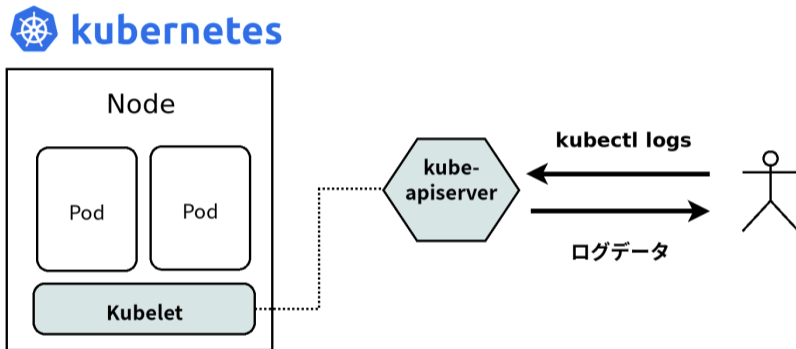 kubernetes
Node
Pod
Pod
Kubelet
kube-
apiserver
kubectl logs
ログデータ